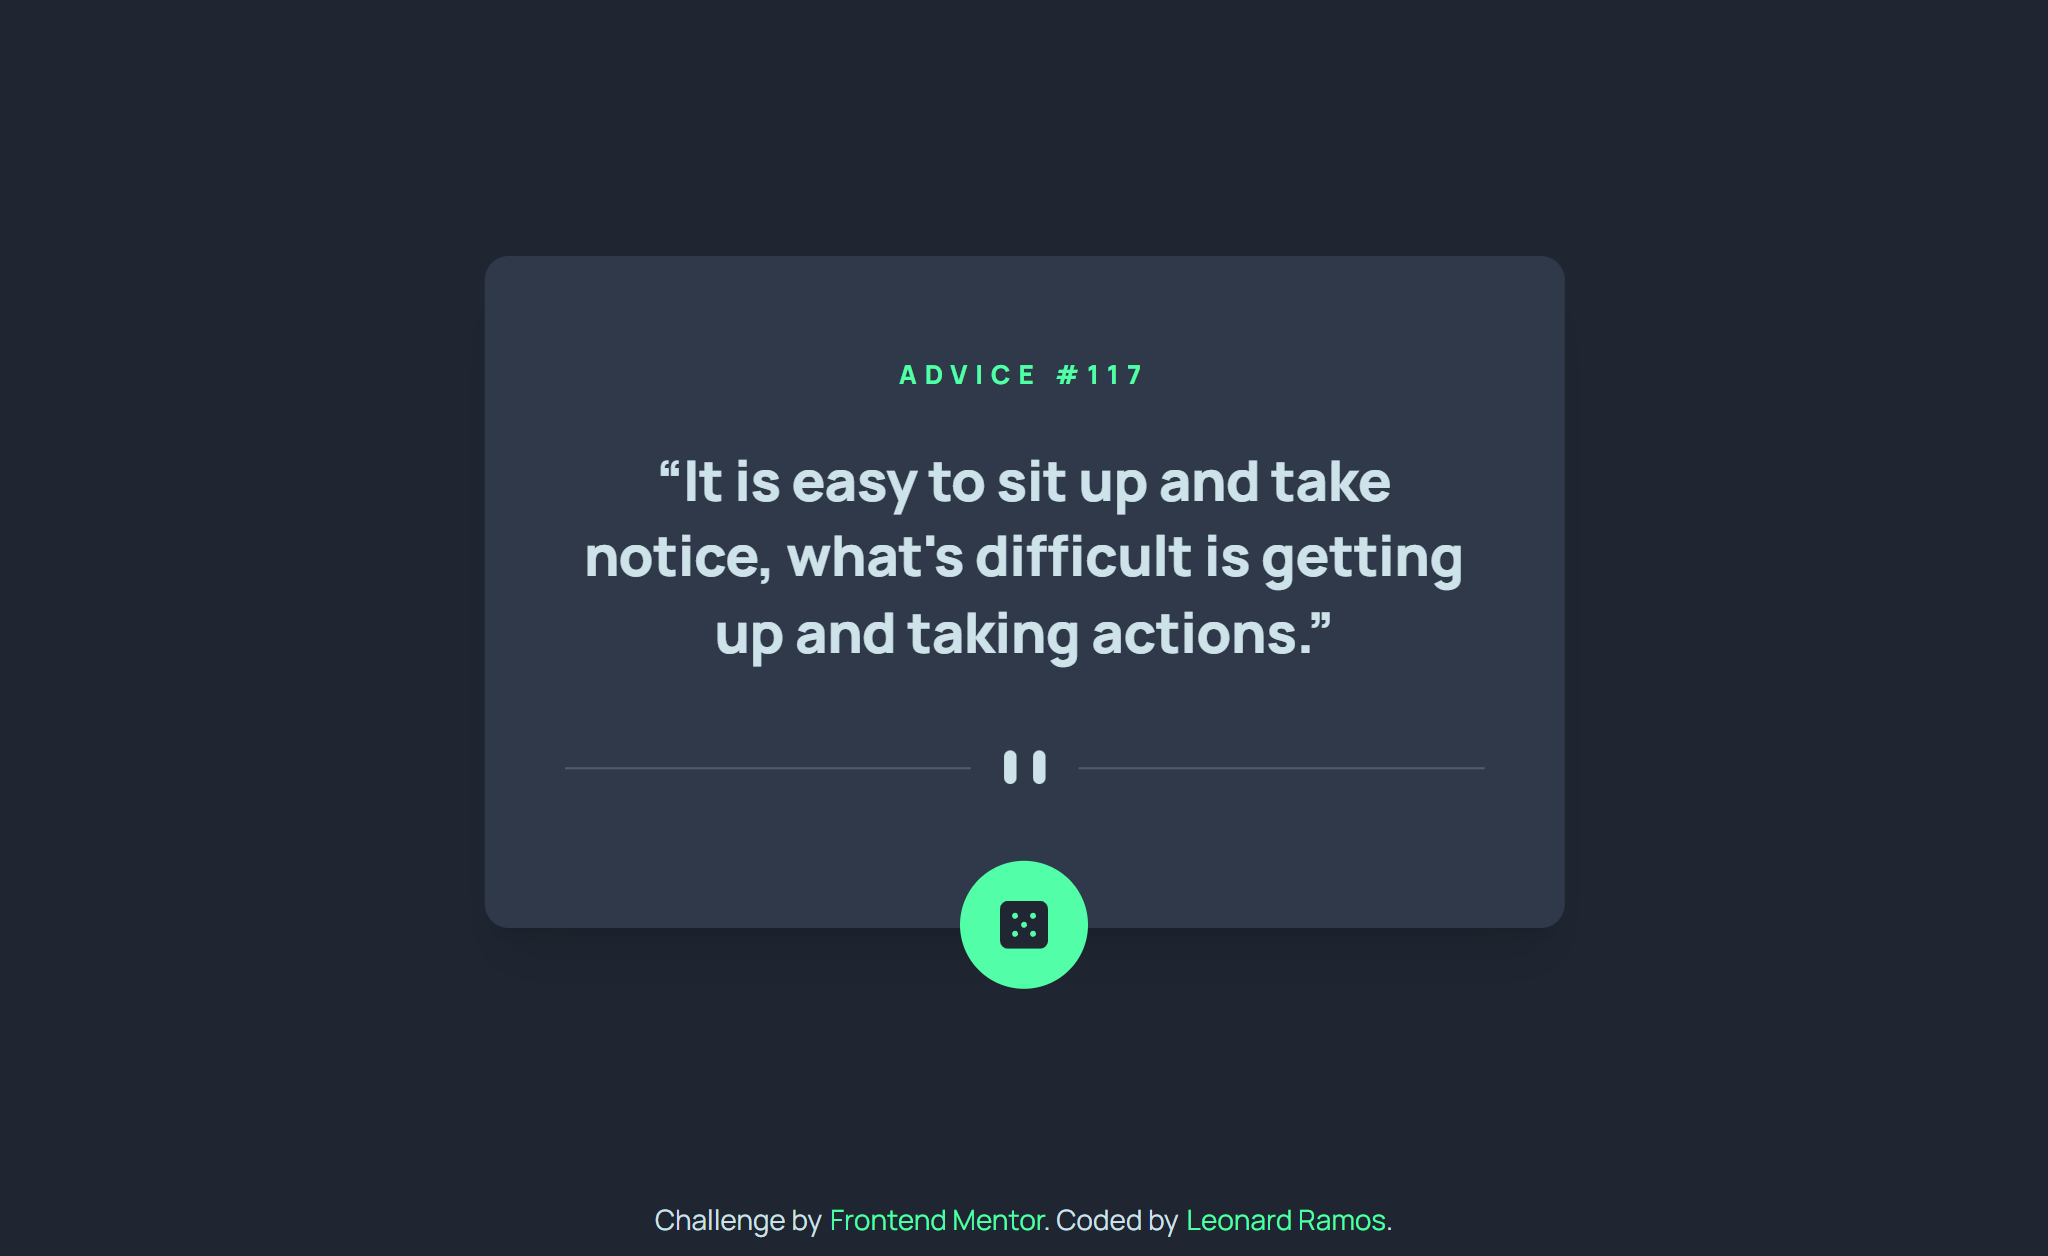 ADVICE #117
“It is easy to sit up and take
notice, what's difficult is getting
up and taking actions.”
Challenge by Frontend Mentor. Coded by Leonard Ramos.